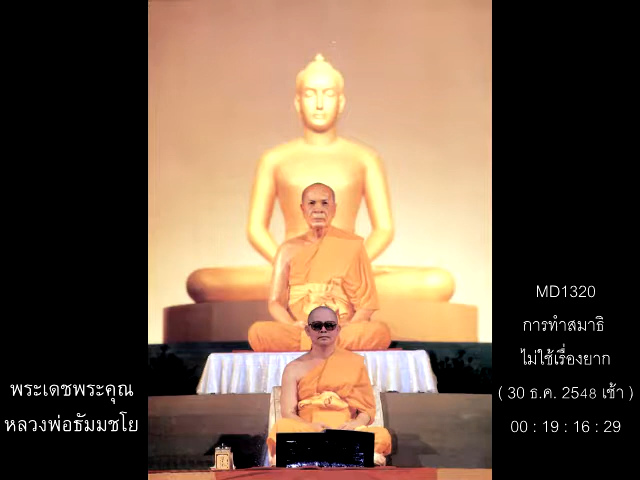 พระเดชพระคุณ
หลวงพ่อธัมมชโย
MD1320
การทำสมาธิ
ไม่ใช้เรื่องยาก
( 30 ธ.ค. 2548 เช้า )
00 : 19 : 16 : 29